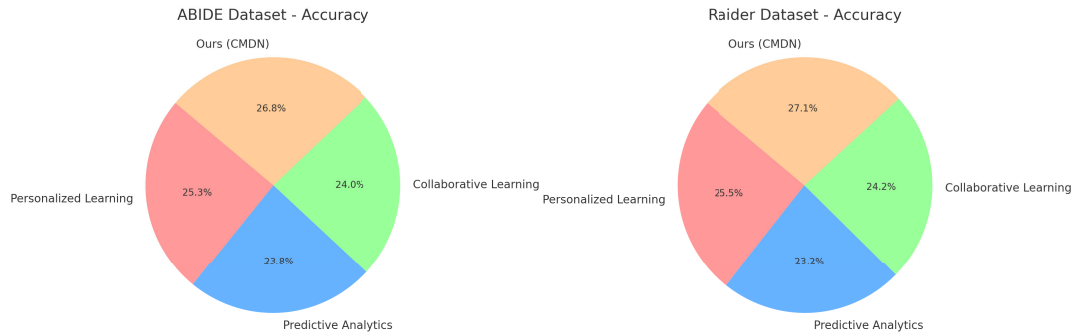 ABIDE Dataset - Accuracy
Ours (CMDN)
26.8%
25.3%
24.0%
Personalized Learning
Collaborative Learning
23.8%
Predictive Analytics
Raider Dataset - Accuracy
Ours (CMDN)
27.1%
25.5%
24.2%
Personalized Learning
Collaborative Learning
23.2%
Predictive Analytics